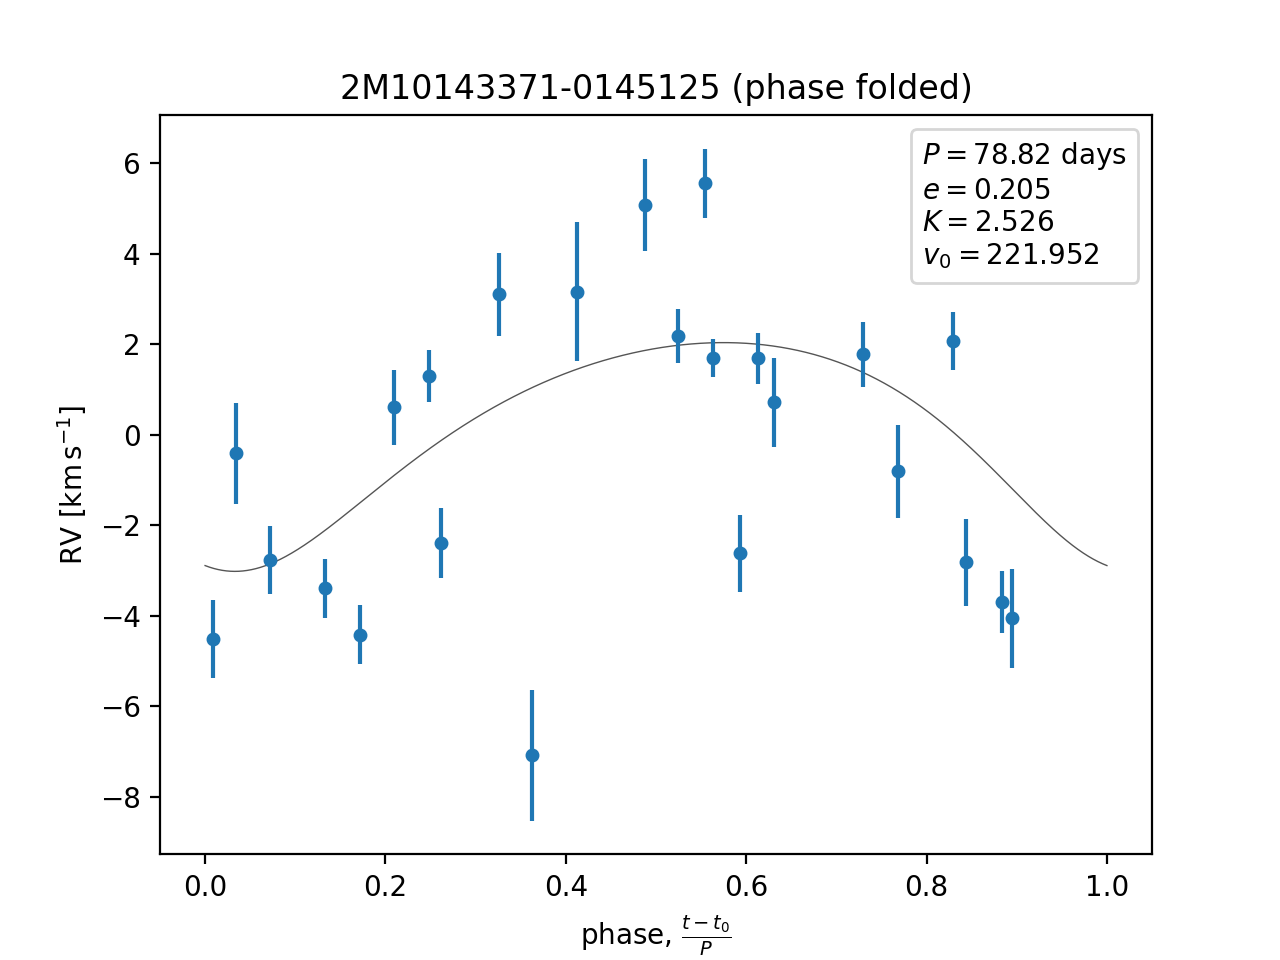 2M10143371-0145125 (phase folded)
P = 78.82 days
e = 0.205
K = 2.526
v₀ = 221.952
6
4
2
0
−2
−4
−6
−8
RV [km s⁻¹]
0.0 0.2 0.4 0.6 0.8 1.0
phase, (t − t₀)/P